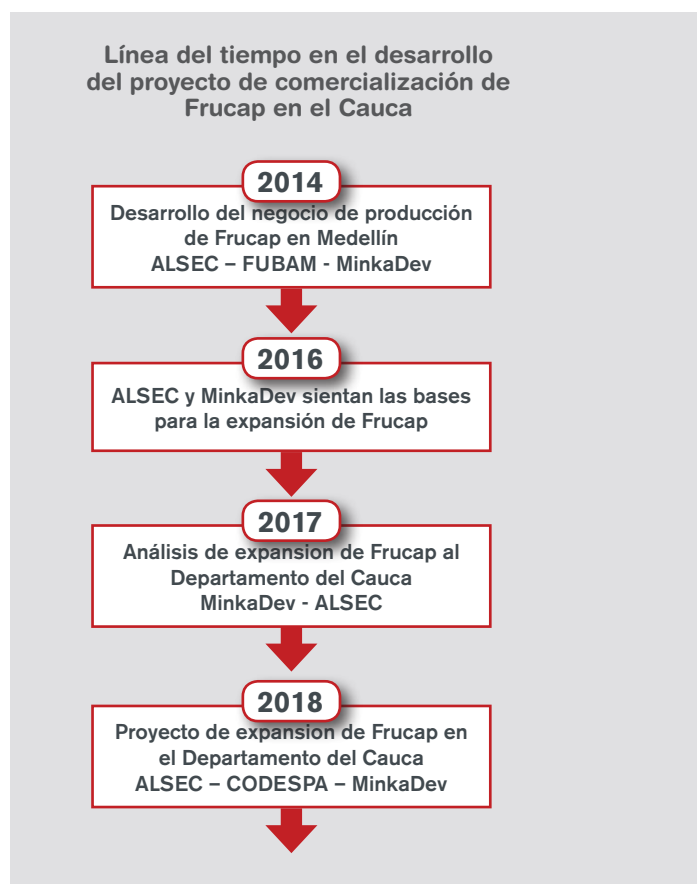 Línea del tiempo en el desarrollo
del proyecto de comercialización de
Frucap en el Cauca
2014
Desarrollo del negocio de producción
de Frucap en Medellín
ALSEC – FUBAM - MinkaDev
2016
ALSEC y MinkaDev sientan las bases
para la expansión de Frucap
2017
Análisis de expansion de Frucap al
Departamento del Cauca
MinkaDev - ALSEC
2018
Proyecto de expansion de Frucap en
el Departamento del Cauca
ALSEC – CODESPA – MinkaDev